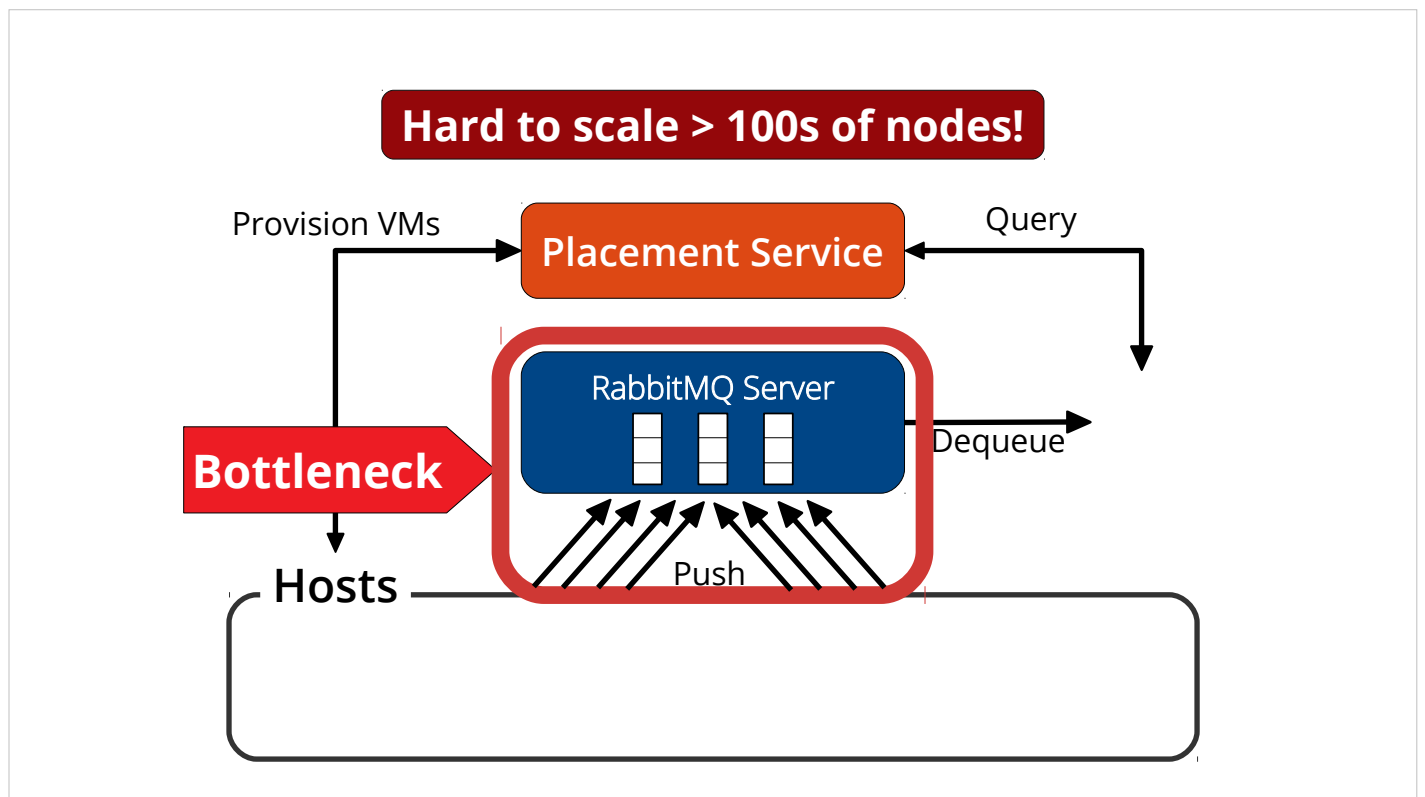 Hard to scale > 100s of nodes!
Provision VMs
Query
Placement Service
RabbitMQ Server
Dequeue
Bottleneck
Push
Hosts